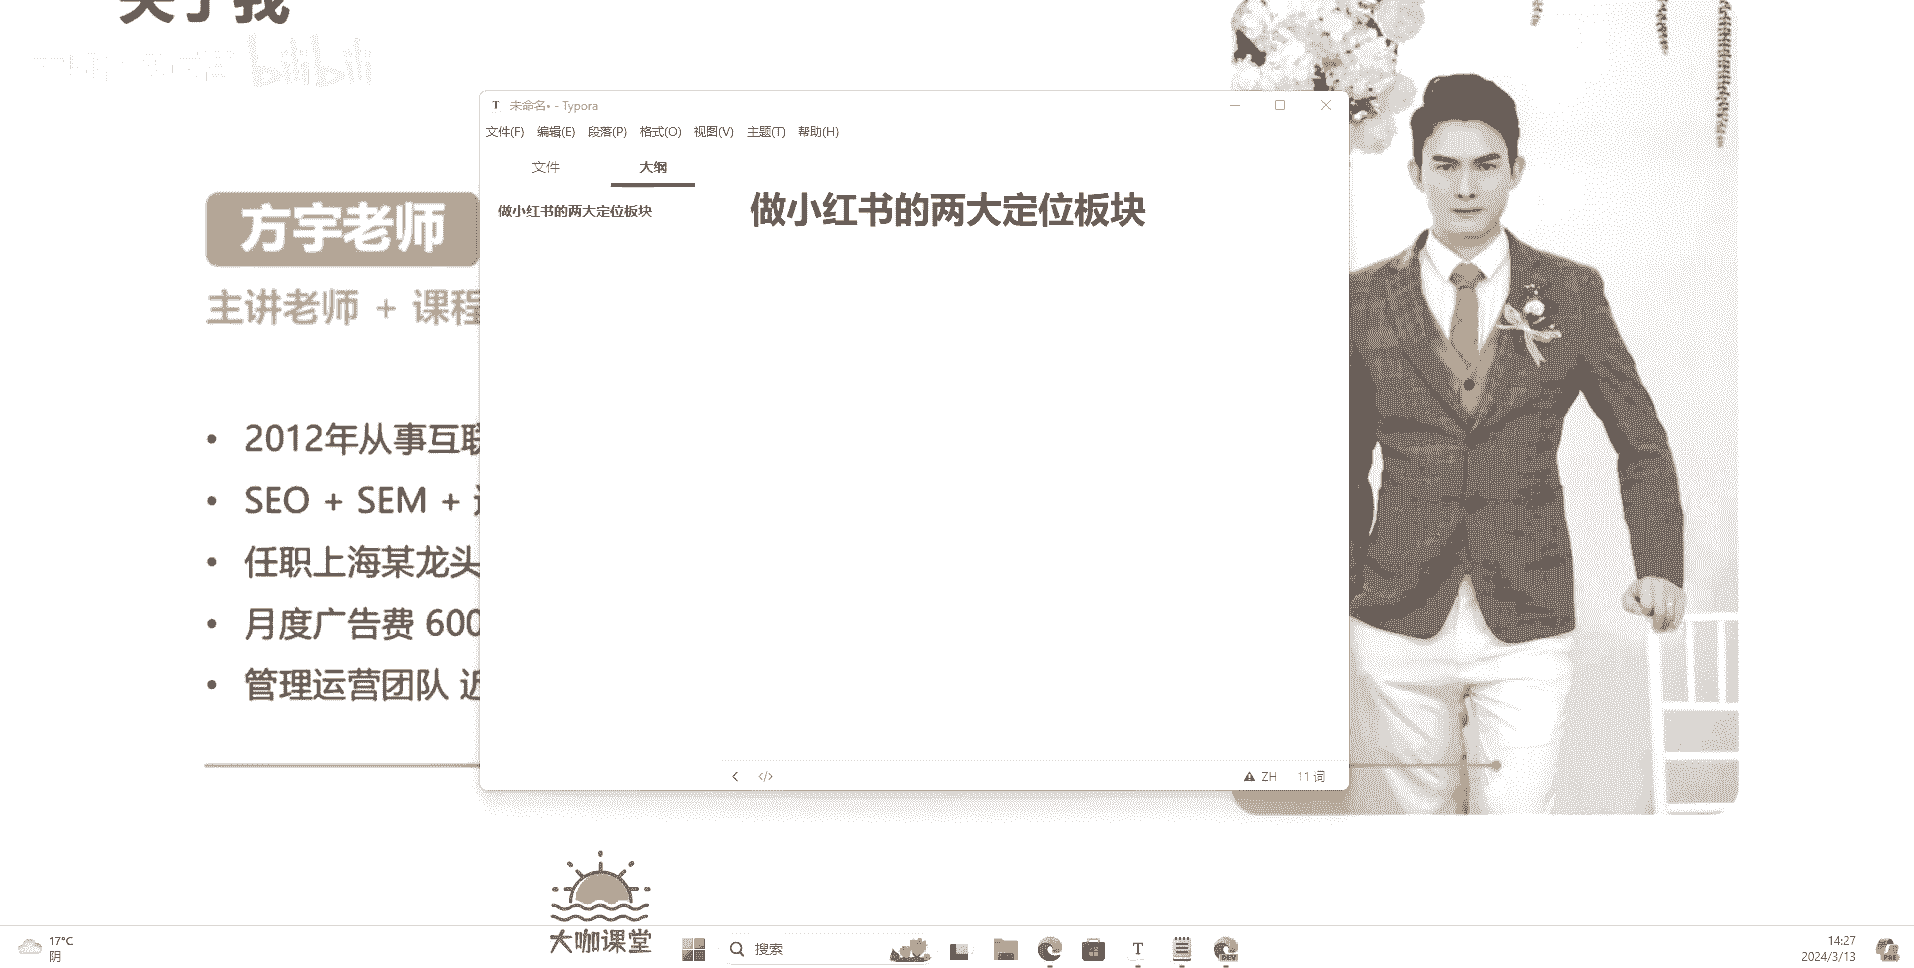 关于我
bilibili
未命名• - Typora
文件(F) 编辑(E) 段落(P) 格式(O) 视图(V) 主题(T) 帮助(H)
文件 大纲
做小红书的两大定位板块
做小红书的两大定位板块
方宇老师
主讲老师 + 课程
2012年从事互联
SEO + SEM +
任职上海某龙头
月度广告费 600
管理运营团队 近
</> ZH 11 词
大咖课堂
17°C
阴
搜索
T
DEV
14:27
2024/3/13
PRE